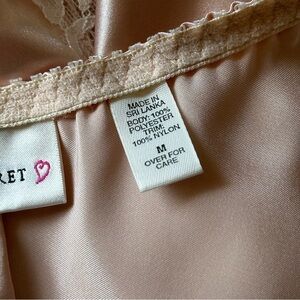 RET
MADE IN
SRI LANKA
BODY: 100%
POLYESTER
TRIM:
100% NYLON
M
OVER FOR
CARE